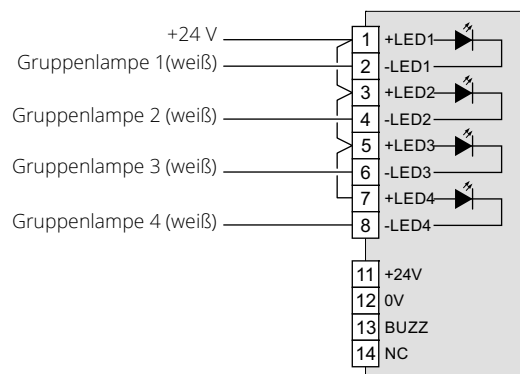 +24 V 1 +LED1
Gruppenlampe 1(weiß) 2 -LED1
3 +LED2
Gruppenlampe 2 (weiß) 4 -LED2
5 +LED3
Gruppenlampe 3 (weiß) 6 -LED3
7 +LED4
Gruppenlampe 4 (weiß) 8 -LED4
11 +24V
12 0V
13 BUZZ
14 NC